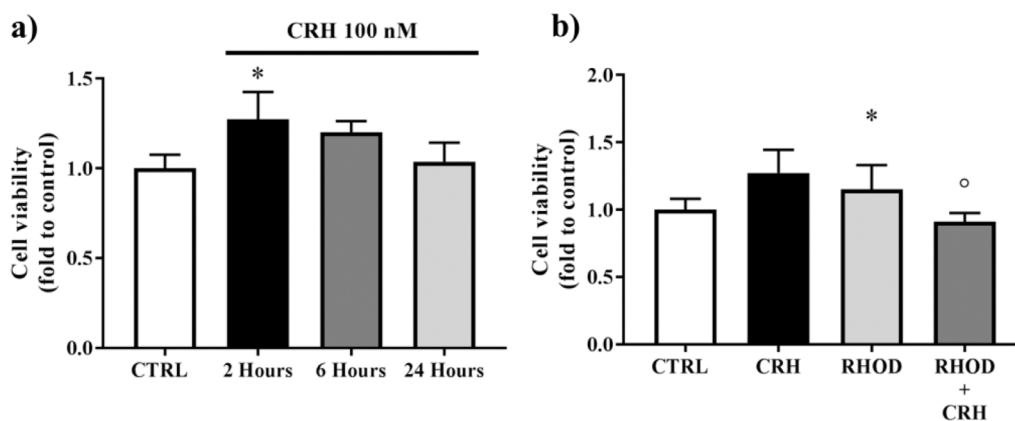 a)
CRH 100 nM
*
Cell viability
(fold to control)
1.5
1.0
0.5
0.0
CTRL 2 Hours 6 Hours 24 Hours
b)
Cell viability
(fold to control)
2.0
1.5
1.0
0.5
0.0
*
°
CTRL CRH RHOD RHOD
+
CRH